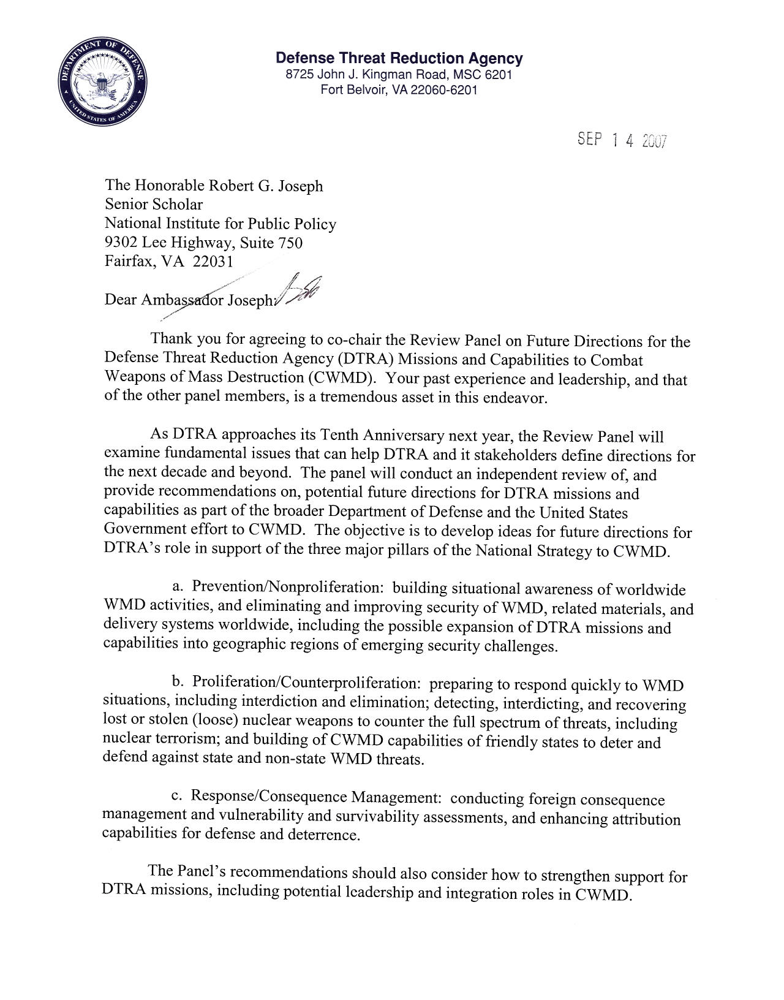 DEPARTMENT OF DEFENSE
UNITED STATES OF AMERICA
Defense Threat Reduction Agency
8725 John J. Kingman Road, MSC 6201
Fort Belvoir, VA 22060-6201
SEP 14 2007
The Honorable Robert G. Joseph
Senior Scholar
National Institute for Public Policy
9302 Lee Highway, Suite 750
Fairfax, VA 22031
Dear Ambassador Joseph: Bob
Thank you for agreeing to co-chair the Review Panel on Future Directions for the
Defense Threat Reduction Agency (DTRA) Missions and Capabilities to Combat
Weapons of Mass Destruction (CWMD). Your past experience and leadership, and that
of the other panel members, is a tremendous asset in this endeavor.
As DTRA approaches its Tenth Anniversary next year, the Review Panel will
examine fundamental issues that can help DTRA and it stakeholders define directions for
the next decade and beyond. The panel will conduct an independent review of, and
provide recommendations on, potential future directions for DTRA missions and
capabilities as part of the broader Department of Defense and the United States
Government effort to CWMD. The objective is to develop ideas for future directions for
DTRA's role in support of the three major pillars of the National Strategy to CWMD.
a. Prevention/Nonproliferation: building situational awareness of worldwide
WMD activities, and eliminating and improving security of WMD, related materials, and
delivery systems worldwide, including the possible expansion of DTRA missions and
capabilities into geographic regions of emerging security challenges.
b. Proliferation/Counterproliferation: preparing to respond quickly to WMD
situations, including interdiction and elimination; detecting, interdicting, and recovering
lost or stolen (loose) nuclear weapons to counter the full spectrum of threats, including
nuclear terrorism; and building of CWMD capabilities of friendly states to deter and
defend against state and non-state WMD threats.
c. Response/Consequence Management: conducting foreign consequence
management and vulnerability and survivability assessments, and enhancing attribution
capabilities for defense and deterrence.
The Panel's recommendations should also consider how to strengthen support for
DTRA missions, including potential leadership and integration roles in CWMD.